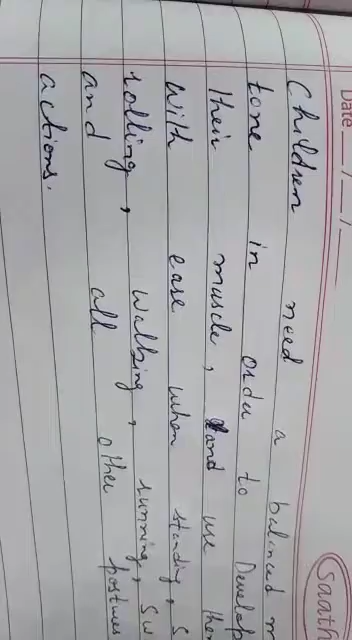 saath
Date
Children need a balanced m
tone in order to Develop
their muscle, and use the
with ease when standing, s
rolling, walking, running, sw
and all other postures
actions.